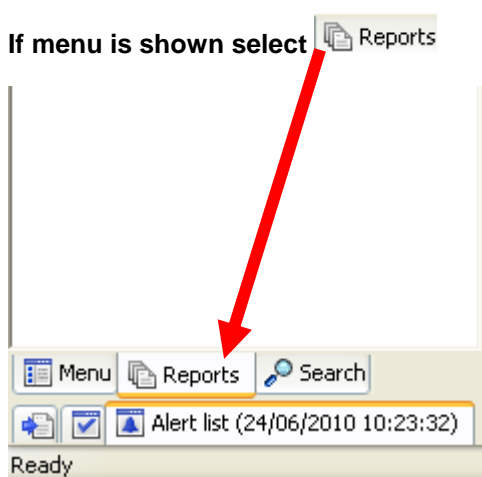 If menu is shown select Reports
Menu Reports Search
Alert list (24/06/2010 10:23:32)
Ready